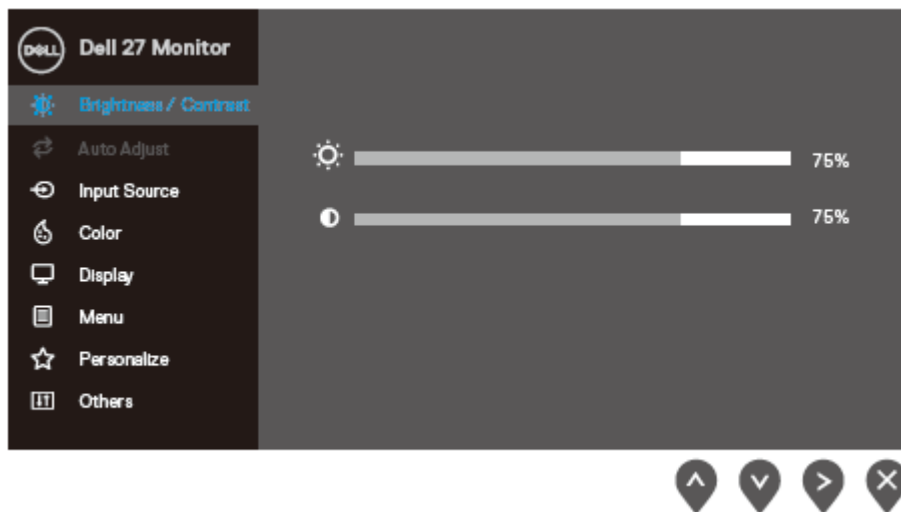 DELL Dell 27 Monitor
Brightness / Contrast
Auto Adjust
75%
Input Source
75%
Color
Display
Menu
Personalize
Others